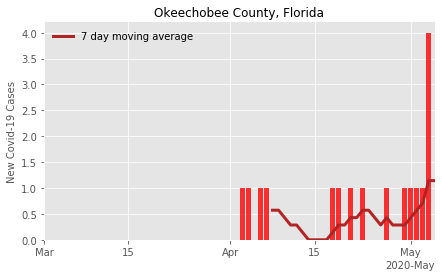 Okeechobee County, Florida
7 day moving average
New Covid-19 Cases
4.0
3.5
3.0
2.5
2.0
1.5
1.0
0.5
0.0
Mar
15
Apr
15
May
2020-May